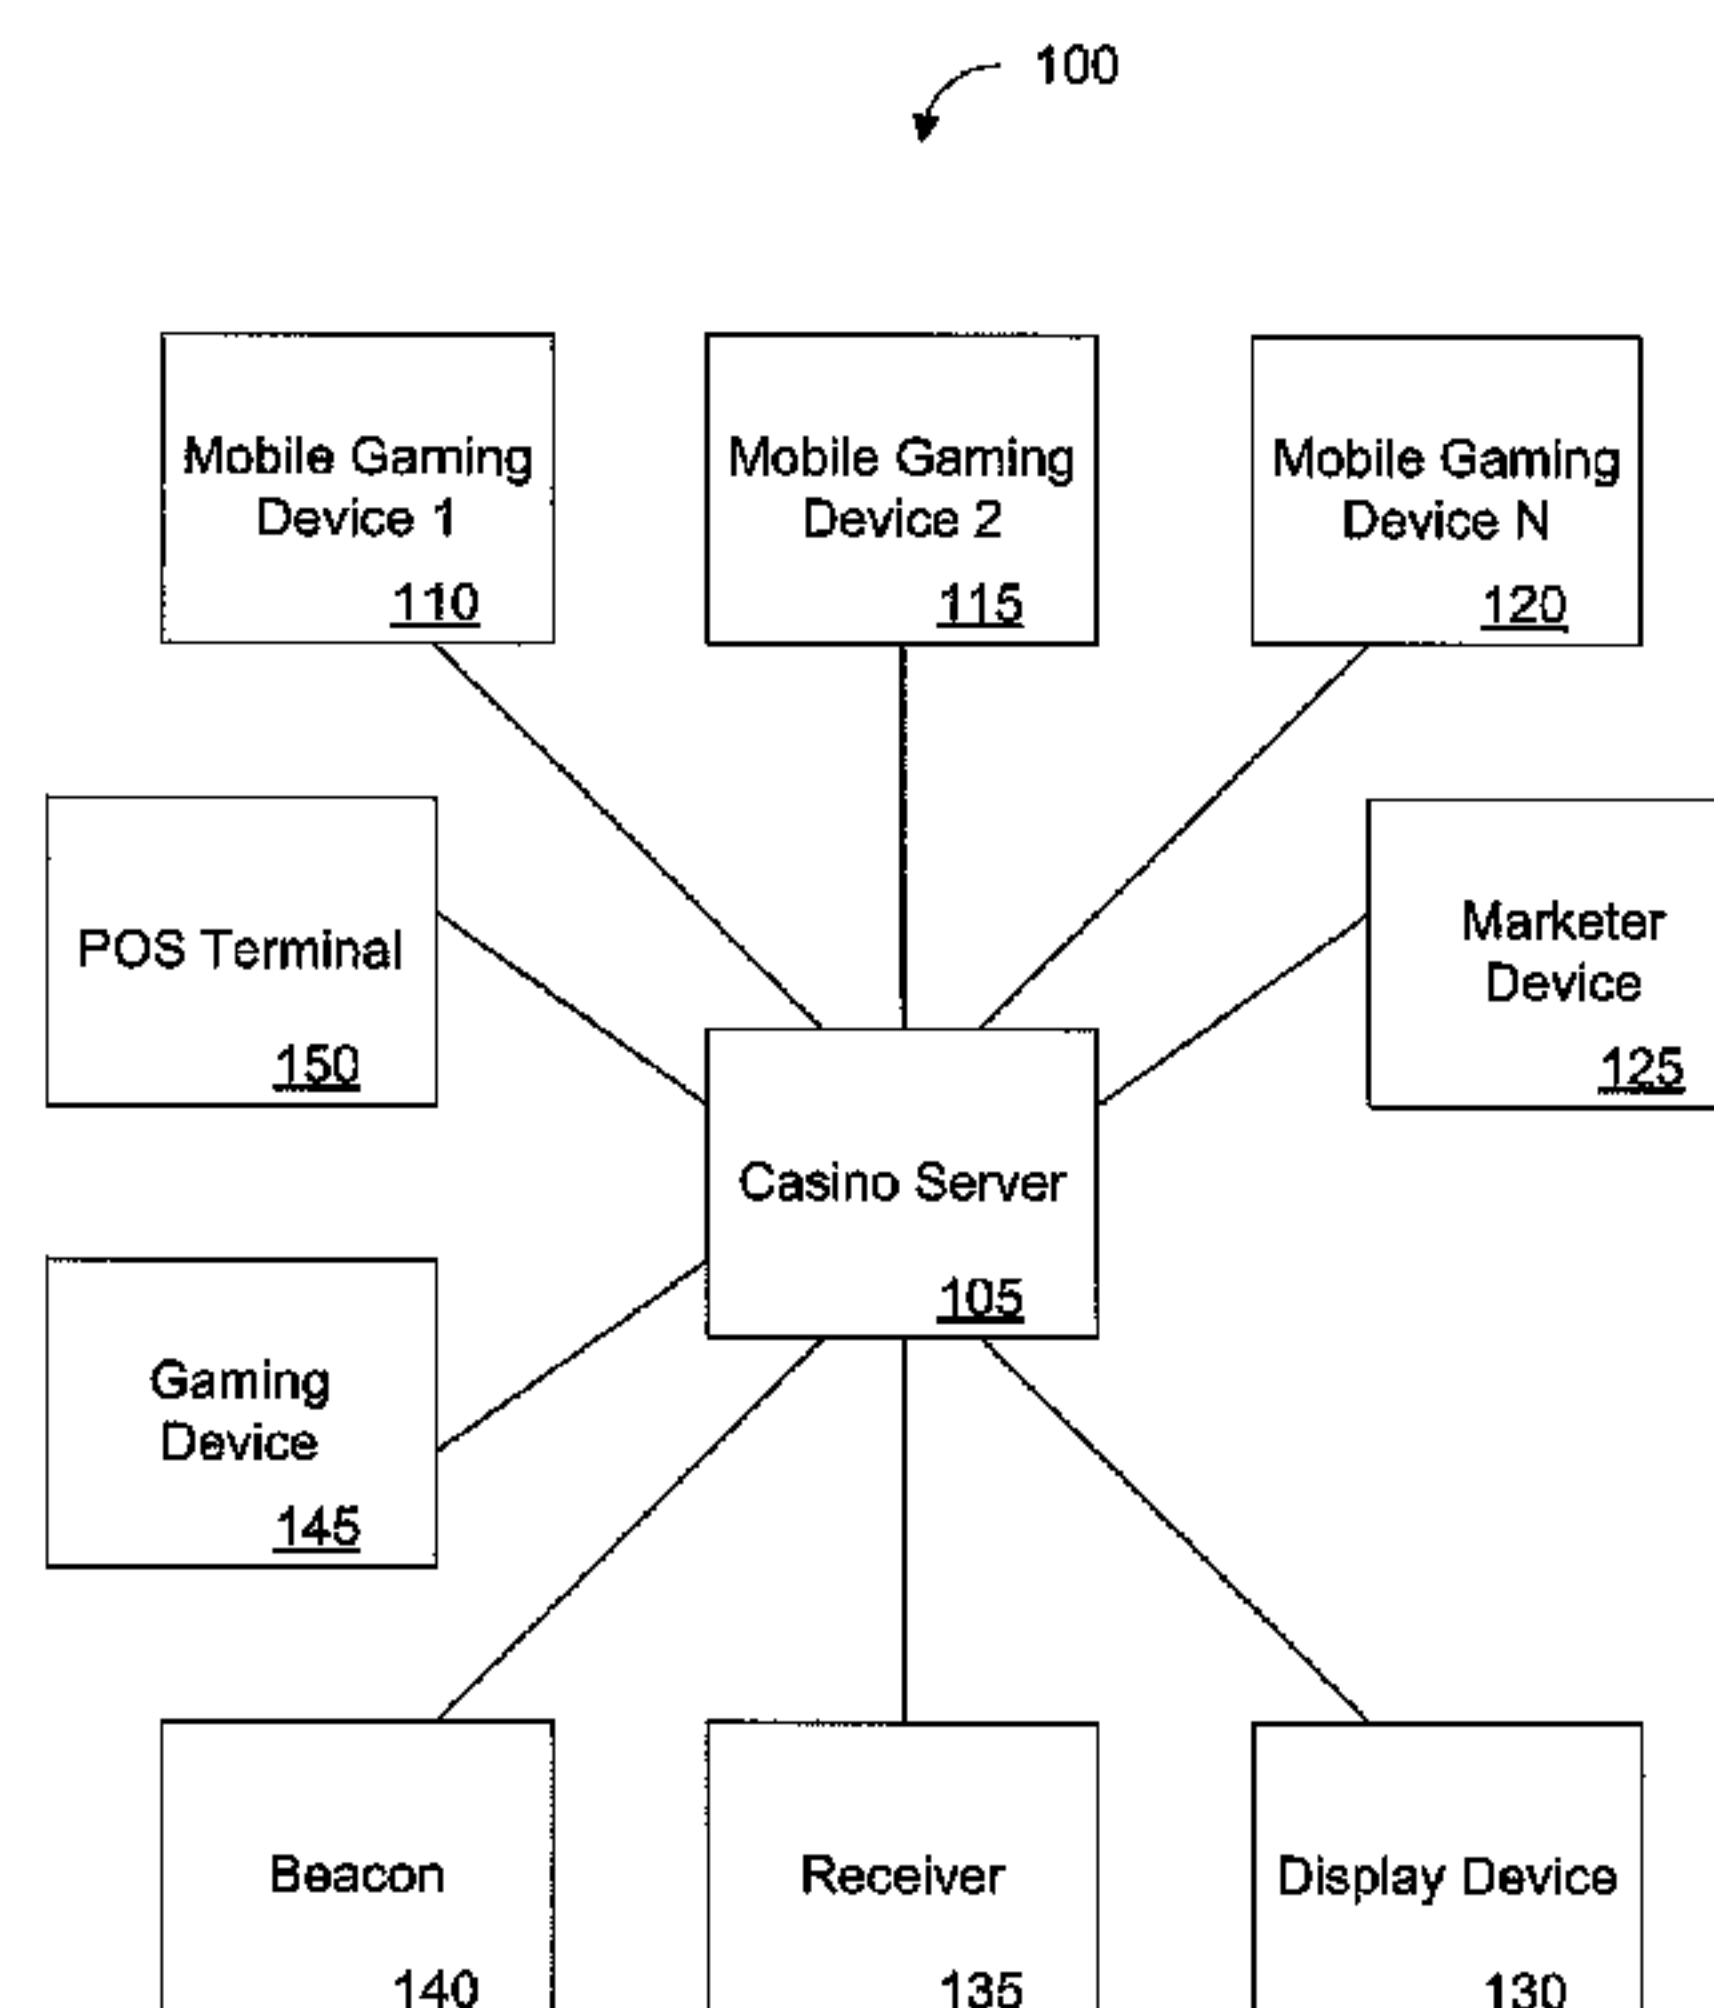 100
Mobile Gaming
Device 1
110
Mobile Gaming
Device 2
115
Mobile Gaming
Device N
120
POS Terminal
150
Marketer
Device
125
Casino Server
105
Gaming
Device
145
Beacon
140
Receiver
135
Display Device
130